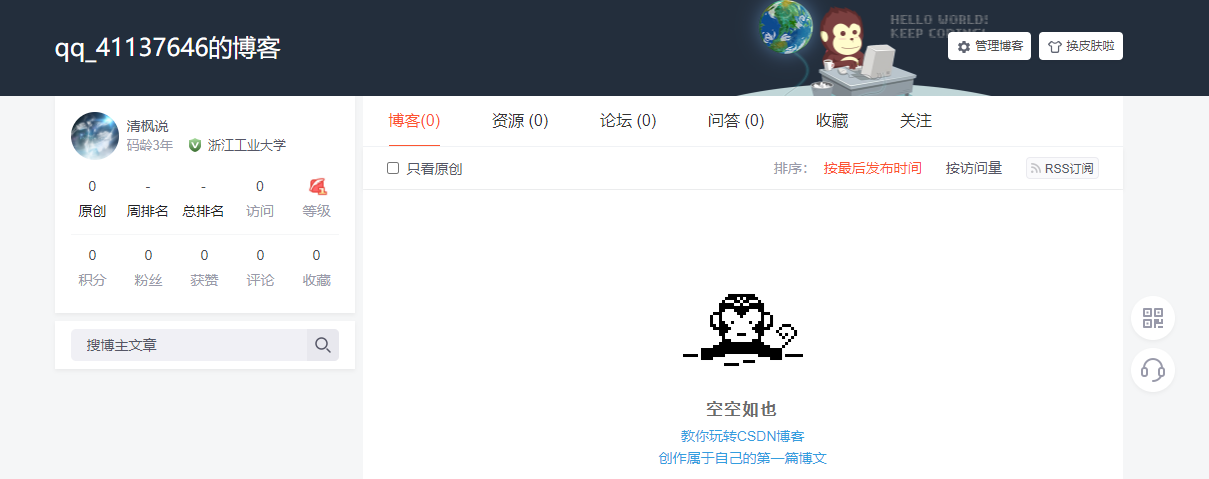 qq_41137646的博客
HELLO WORLD!
KEEP CODING!
管理博客
换皮肤啦
清枫说
码龄3年 浙江工业大学
0 - - 0
原创 周排名 总排名 访问 等级
0 0 0 0 0
积分 粉丝 获赞 评论 收藏
搜博主文章
博客(0) 资源 (0) 论坛 (0) 问答 (0) 收藏 关注
只看原创 排序： 按最后发布时间 按访问量 RSS订阅
空空如也
教你玩转CSDN博客
创作属于自己的第一篇博文